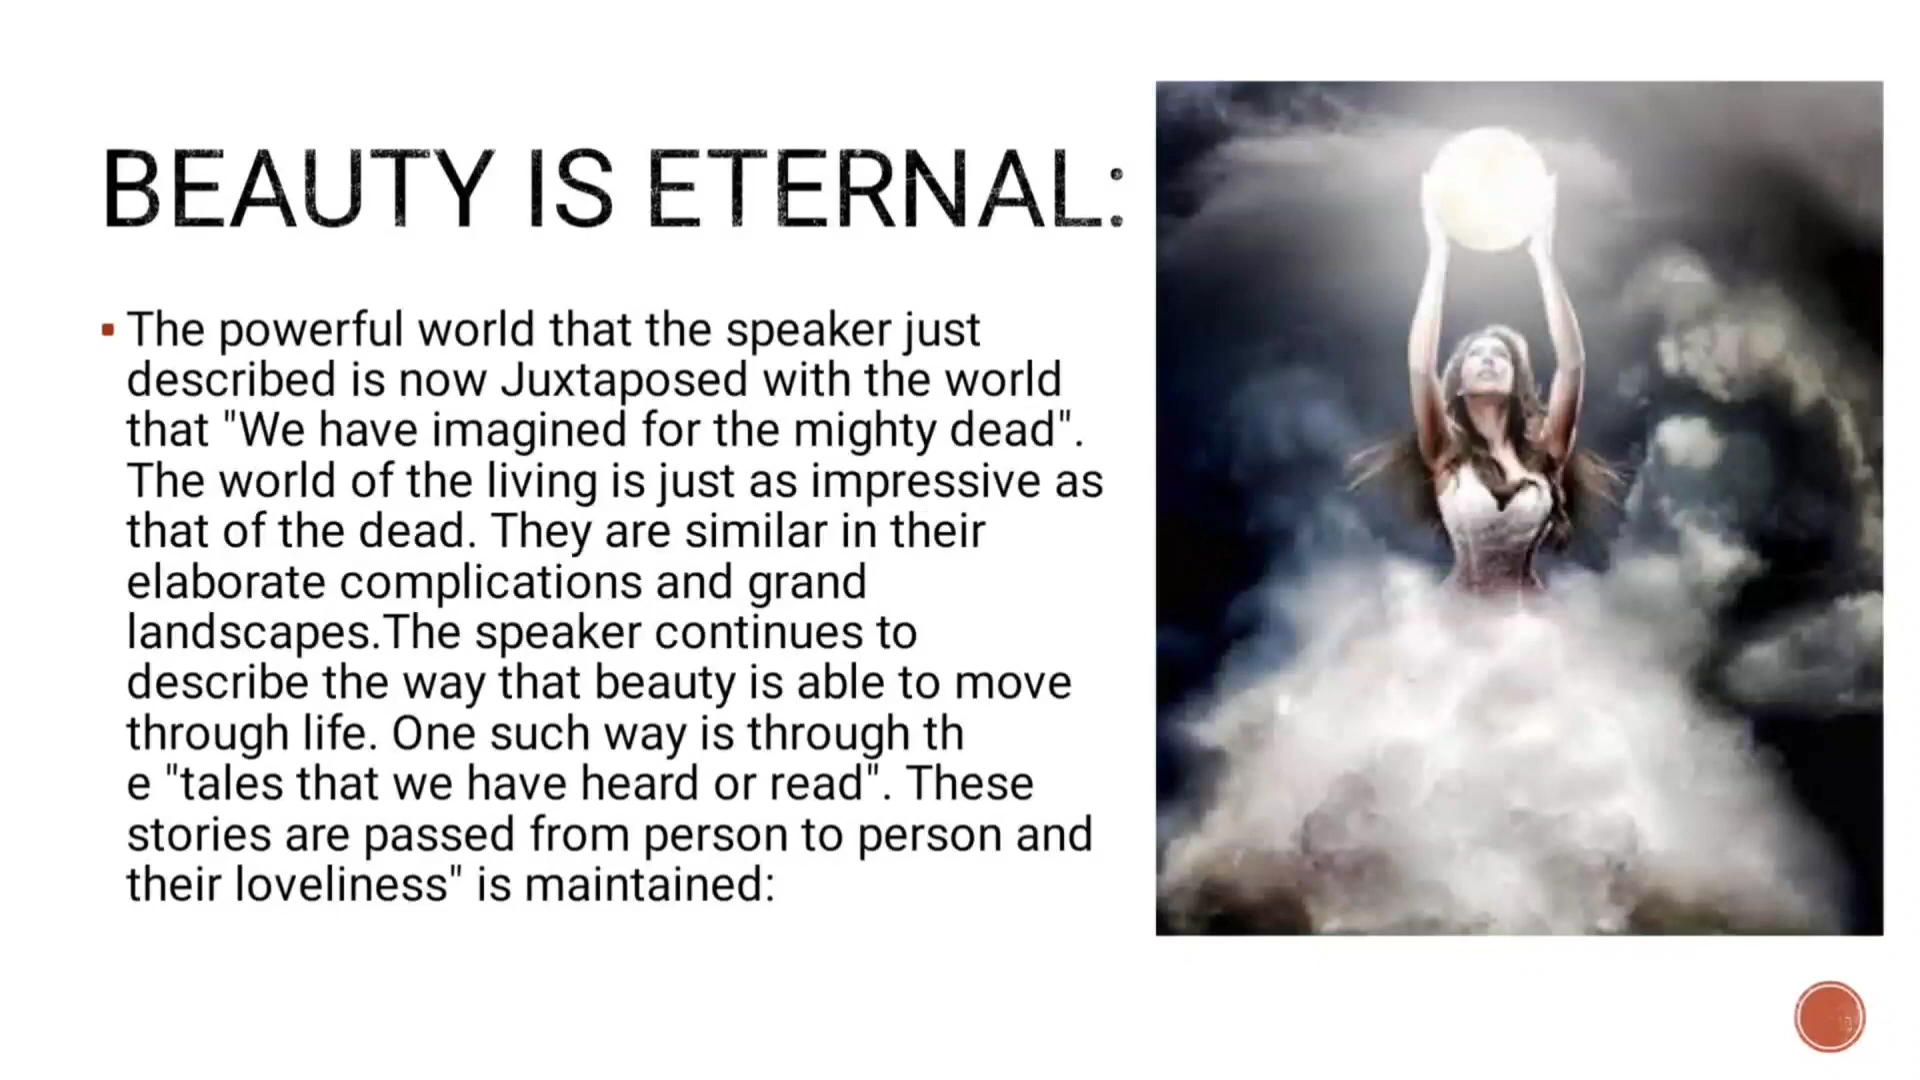 BEAUTY IS ETERNAL:
▪ The powerful world that the speaker just
described is now Juxtaposed with the world
that "We have imagined for the mighty dead".
The world of the living is just as impressive as
that of the dead. They are similar in their
elaborate complications and grand
landscapes.The speaker continues to
describe the way that beauty is able to move
through life. One such way is through th
e "tales that we have heard or read". These
stories are passed from person to person and
their loveliness" is maintained: